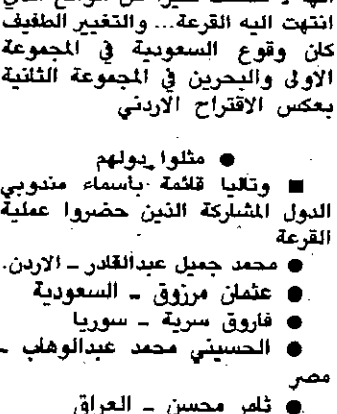 انتهت اليه القرعة... والتغيير الطفيف
كان وقوع السعودية في المجموعة
الاولى والبحرين في المجموعة الثانية
بعكس الاقتراح الاردني
● مثلوا دولهم
■ وتاليا قائمة بأسماء مندوبي
الدول المشاركة الذين حضروا عملية
القرعة
● محمد جميل عبدالقادر ـ الاردن.
● عثمان مرزوق ـ السعودية
● فاروق سرية ـ سوريا
● الحسيني محمد عبدالوهاب ـ
مصر
● ثامر محسن ـ العراق